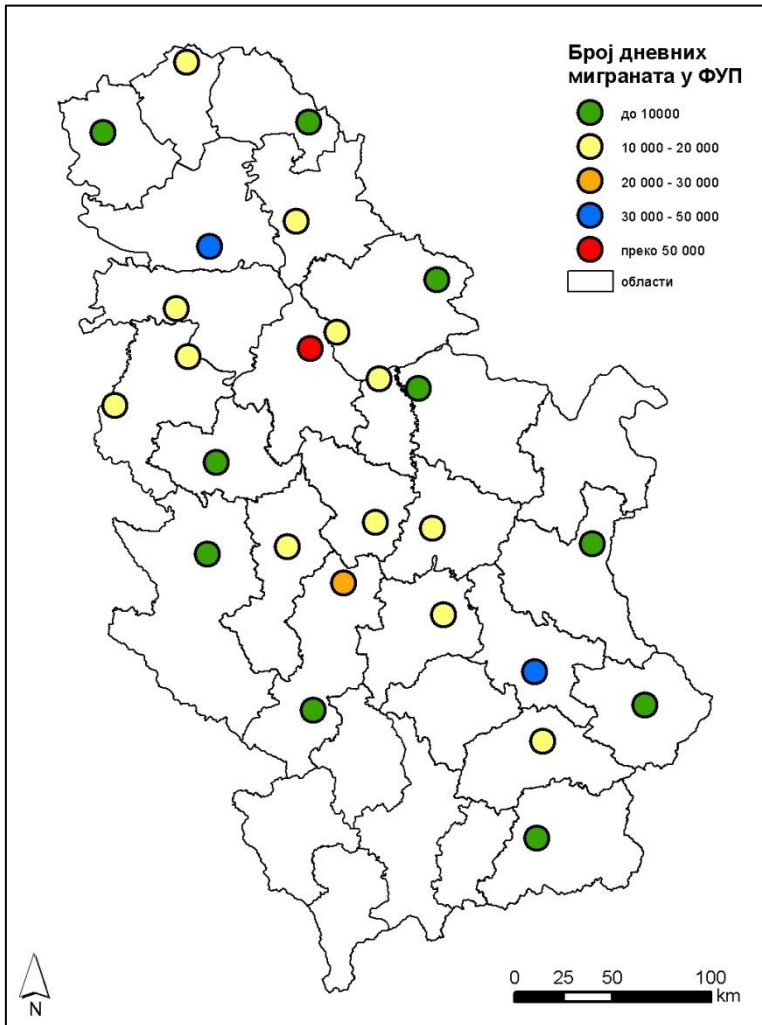 Број дневних
миграната у ФУП
до 10000
10 000 - 20 000
20 000 - 30 000
30 000 - 50 000
преко 50 000
области
N
0 25 50 100
km